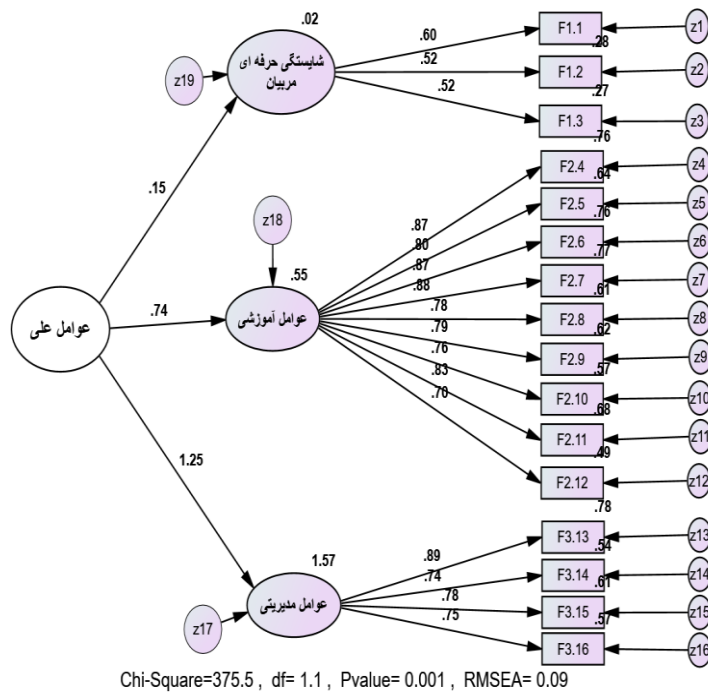 .02
.60
F1.1
z1
z19
شایستگی حرفه ای
مربیان
.52
.28
F1.2
z2
.52
.27
F1.3
z3
.15
.76
F2.4
z4
.64
F2.5
z5
z18
.87
.76
F2.6
z6
.80
.87
.77
F2.7
z7
.55
.88
.61
F2.8
z8
عوامل علی
.74
عوامل آموزشی
.78
.62
F2.9
z9
.79
.76
.57
F2.10
z10
.83
.68
F2.11
z11
.70
.49
F2.12
z12
1.25
.78
F3.13
z13
1.57
.89
.54
F3.14
z14
.74
عوامل مدیریتی
.78
.61
F3.15
z15
z17
.75
.57
F3.16
z16
Chi-Square=375.5 , df= 1.1 , Pvalue= 0.001 , RMSEA= 0.09